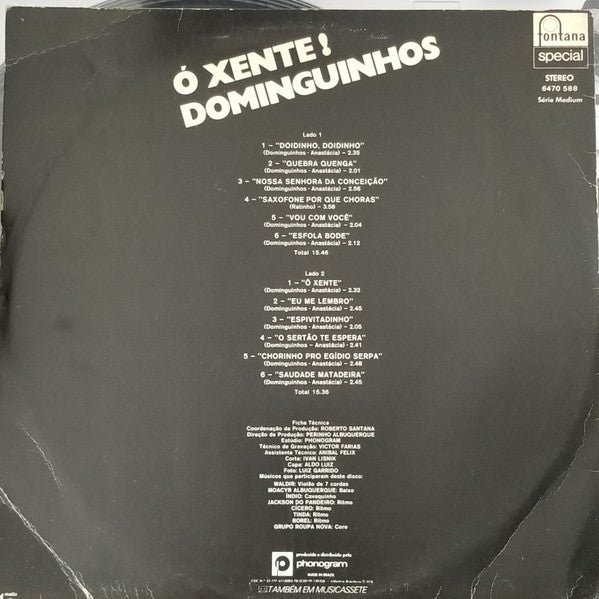 Ó XENTE!
DOMINGUINHOS
fontana
special
STEREO
6470 588
Série Medium
Lado 1
1 – "DOIDINHO, DOIDINHO"
(Dominguinhos - Anastácia) – 2.35
2 – "QUEBRA QUENGA"
(Dominguinhos - Anastácia) – 2.01
3 – "NOSSA SENHORA DA CONCEIÇÃO"
(Dominguinhos - Anastácia) – 2.56
4 – "SAXOFONE POR QUE CHORAS"
(Ratinho) – 3.58
5 – "VOU COM VOCÊ"
(Dominguinhos - Anastácia) – 2.04
6 – "ESFOLA BODE"
(Dominguinhos - Anastácia) – 2.12
Total 15.46
Lado 2
1 – "Ó XENTE"
(Dominguinhos - Anastácia) – 2.32
2 – "EU ME LEMBRO"
(Dominguinhos - Anastácia) – 2.45
3 – "ESPIVITADINHO"
(Dominguinhos - Anastácia) – 2.05
4 – "O SERTÃO TE ESPERA"
(Dominguinhos – Anastácia) – 2.41
5 – "CHORINHO PRO EGÍDIO SERPA"
(Dominguinhos - Anastácia) – 2.48
6 – "SAUDADE MATADEIRA"
(Dominguinhos - Anastácia) – 2.45
Total 15.36
Ficha Técnica
Coordenação de Produção: ROBERTO SANTANA
Direção de Produção: PERINHO ALBUQUERQUE
Estúdio: PHONOGRAM
Técnico de Gravação: VICTOR FARIAS
Assistente Técnico: ANIBAL FELIX
Corte: IVAN LISNIK
Capa: ALDO LUIZ
Foto: LUIZ GARRIDO
Músicos que participaram deste disco:
WALDIR: Violão de 7 cordas
MOACYR ALBUQUERQUE: Baixo
ÍNDIO: Cavaquinho
JACKSON DO PANDEIRO: Ritmo
CÍCERO: Ritmo
TINDA: Ritmo
BOREL: Ritmo
GRUPO ROUPA NOVA: Coro
produzido e distribuído pela
phonogram
MADE IN BRAZIL
TAMBÉM EM MUSICASSETE